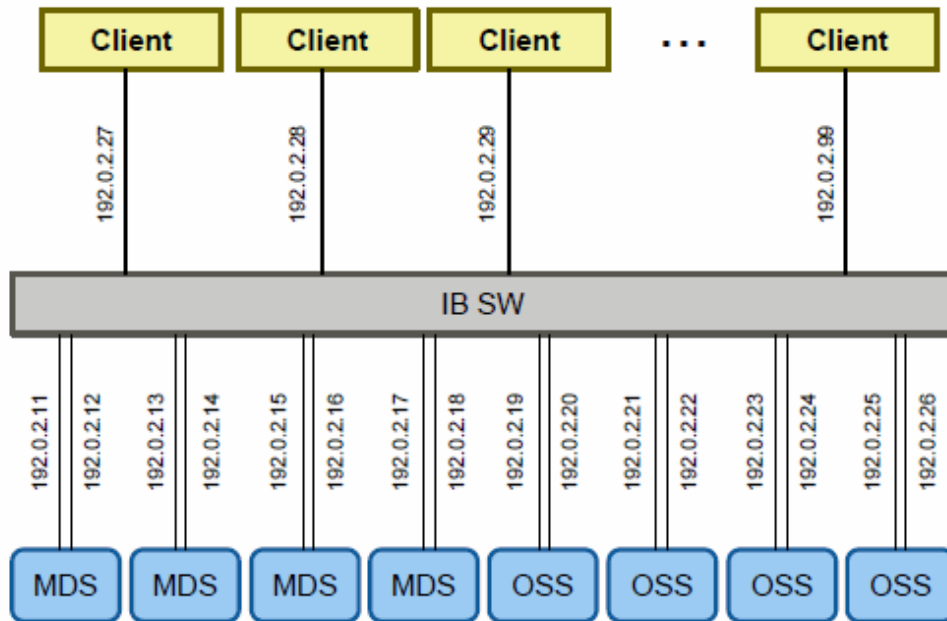 Client Client Client ... Client
192.0.2.27 192.0.2.28 192.0.2.29 192.0.2.99
IB SW
192.0.2.11 192.0.2.12 192.0.2.13 192.0.2.14 192.0.2.15 192.0.2.16 192.0.2.17 192.0.2.18 192.0.2.19 192.0.2.20 192.0.2.21 192.0.2.22 192.0.2.23 192.0.2.24 192.0.2.25 192.0.2.26
MDS MDS MDS MDS OSS OSS OSS OSS